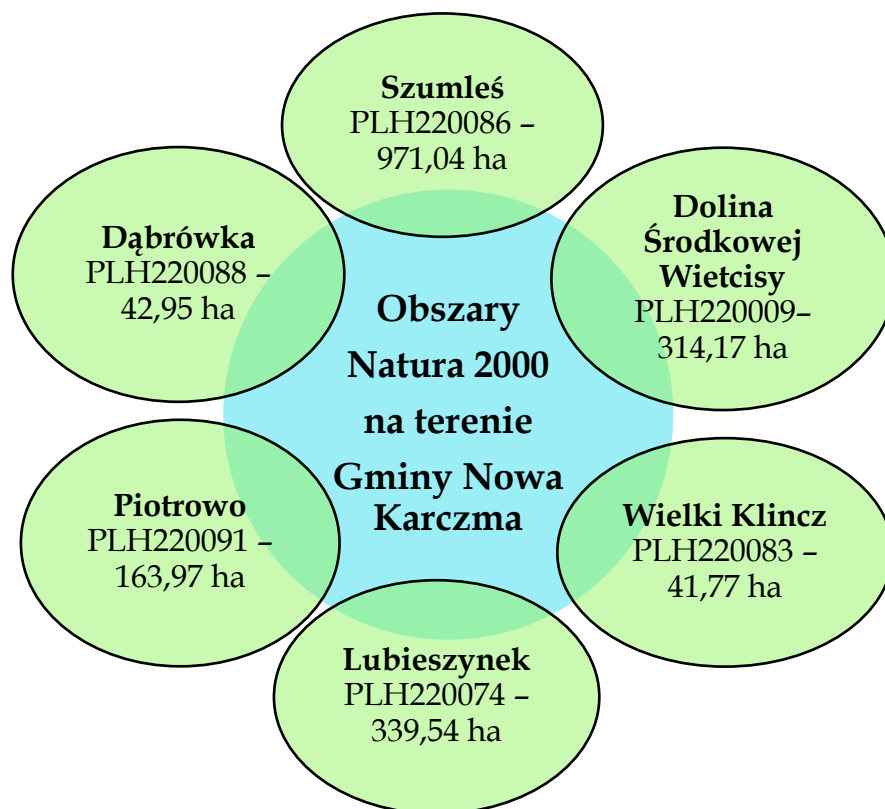 Szumleś
PLH220086 –
971,04 ha
Dolina
Środkowej
Wietcisy
PLH220009–
314,17 ha
Wielki Klincz
PLH220083 –
41,77 ha
Lubieszynek
PLH220074 –
339,54 ha
Piotrowo
PLH220091 –
163,97 ha
Dąbrówka
PLH220088 –
42,95 ha
Obszary
Natura 2000
na terenie
Gminy Nowa
Karczma